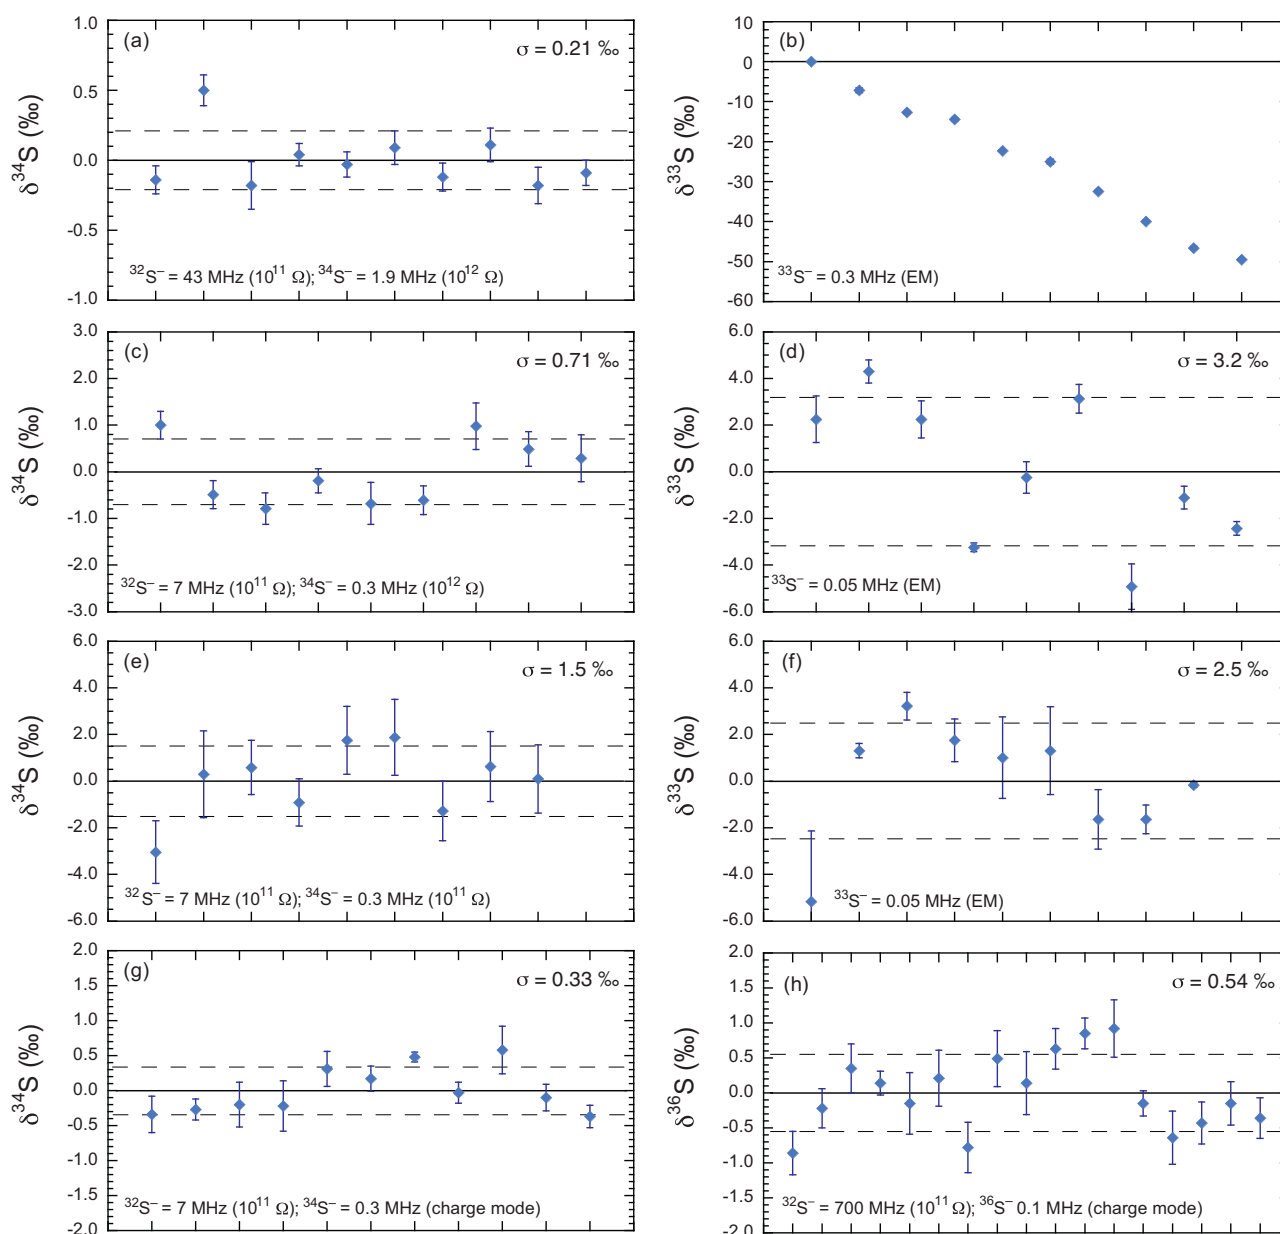 (a)
σ = 0.21 ‰
1.0
0.5
0.0
-0.5
-1.0
δ³⁴S (‰)
³²S⁻ = 43 MHz (10¹¹ Ω); ³⁴S⁻ = 1.9 MHz (10¹² Ω)
(b)
10
0
-10
-20
-30
-40
-50
-60
δ³³S (‰)
³³S⁻ = 0.3 MHz (EM)
(c)
σ = 0.71 ‰
3.0
2.0
1.0
0.0
-1.0
-2.0
-3.0
δ³⁴S (‰)
³²S⁻ = 7 MHz (10¹¹ Ω); ³⁴S⁻ = 0.3 MHz (10¹² Ω)
(d)
σ = 3.2 ‰
6.0
4.0
2.0
0.0
-2.0
-4.0
-6.0
δ³³S (‰)
³³S⁻ = 0.05 MHz (EM)
(e)
σ = 1.5 ‰
6.0
4.0
2.0
0.0
-2.0
-4.0
-6.0
δ³⁴S (‰)
³²S⁻ = 7 MHz (10¹¹ Ω); ³⁴S⁻ = 0.3 MHz (10¹¹ Ω)
(f)
σ = 2.5 ‰
6.0
4.0
2.0
0.0
-2.0
-4.0
-6.0
δ³³S (‰)
³³S⁻ = 0.05 MHz (EM)
(g)
σ = 0.33 ‰
2.0
1.5
1.0
0.5
0.0
-0.5
-1.0
-1.5
-2.0
δ³⁴S (‰)
³²S⁻ = 7 MHz (10¹¹ Ω); ³⁴S⁻ = 0.3 MHz (charge mode)
(h)
σ = 0.54 ‰
2.0
1.5
1.0
0.5
0.0
-0.5
-1.0
-1.5
-2.0
δ³⁶S (‰)
³²S⁻ = 700 MHz (10¹¹ Ω); ³⁶S⁻ 0.1 MHz (charge mode)